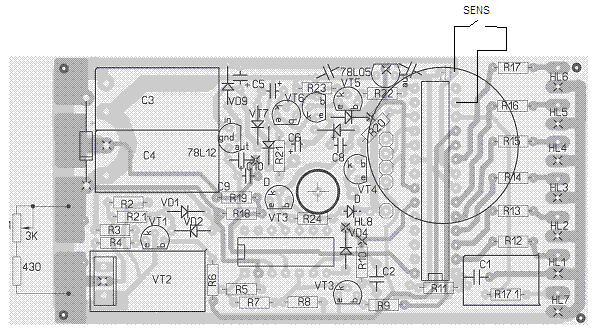 SENS
R17
HL6
78L05
C5
VT5
R23
R22
VD9
VT6
C3
R16
HL5
VT7
R20
in
gnd
out
C6
R15
HL4
C4
78L12
R21
C8
VT4
R14
HL3
C9
R19
D
R2
VD1
R18
VT3
D
R24
HL8
R13
HL2
R2.1
VD2
VT1
3K
R3
R4
VD4
R12
R10
HL1
430
VT2
R6
C2
C1
R5
VT3
R11
R7
R8
R9
R17.1
HL7